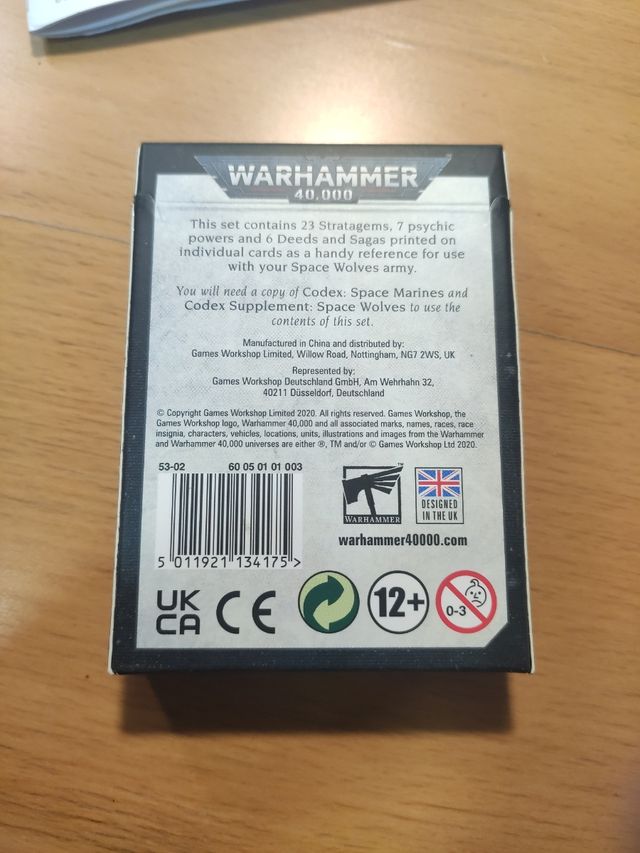 WARHAMMER
40,000
This set contains 23 Stratagems, 7 psychic
powers and 6 Deeds and Sagas printed on
individual cards as a handy reference for use
with your Space Wolves army.
You will need a copy of Codex: Space Marines and
Codex Supplement: Space Wolves to use the
contents of this set.
Manufactured in China and distributed by:
Games Workshop Limited, Willow Road, Nottingham, NG7 2WS, UK
Represented by:
Games Workshop Deutschland GmbH, Am Wehrhahn 32,
40211 Düsseldorf, Deutschland
© Copyright Games Workshop Limited 2020. All rights reserved. Games Workshop, the
Games Workshop logo, Warhammer 40,000 and all associated marks, names, races, race
insignia, characters, vehicles, locations, units, illustrations and images from the Warhammer
and Warhammer 40,000 universes are either ®, TM and/or © Games Workshop Ltd 2020.
53-02 60 05 01 01 003
5 011921 134175 >
WARHAMMER
TM
DESIGNED
IN THE UK
warhammer40000.com
UK
CA
CE
12+
0-3